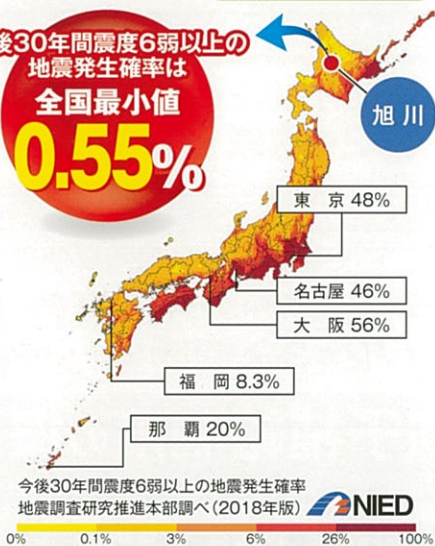 後30年間震度6弱以上の
地震発生確率は
全国最小値
0.55%
旭川
東京 48%
名古屋 46%
大阪 56%
福岡 8.3%
那覇 20%
今後30年間震度6弱以上の地震発生確率
地震調査研究推進本部調べ(2018年版)
NIED
0% 0.1% 3% 6% 26% 100%